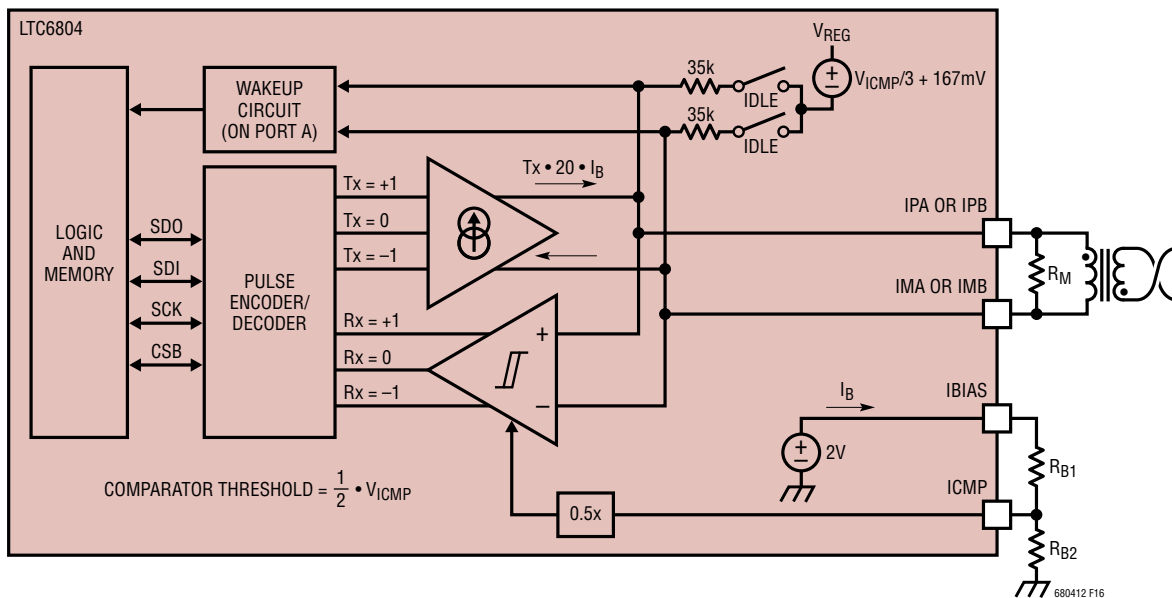 LTC6804
LOGIC
AND
MEMORY
WAKEUP
CIRCUIT
(ON PORT A)
35k
IDLE
35k
IDLE
VREG
VICMP/3 + 167mV
+
–
SDO
SDI
SCK
CSB
PULSE
ENCODER/
DECODER
Tx = +1
Tx = 0
Tx = –1
Tx • 20 • IB
Rx = +1
Rx = 0
Rx = –1
+
–
IPA OR IPB
IMA OR IMB
RM
IBIAS
IB
+
–
2V
ICMP
RB1
RB2
0.5x
COMPARATOR THRESHOLD = 1/2 • VICMP
680412 F16